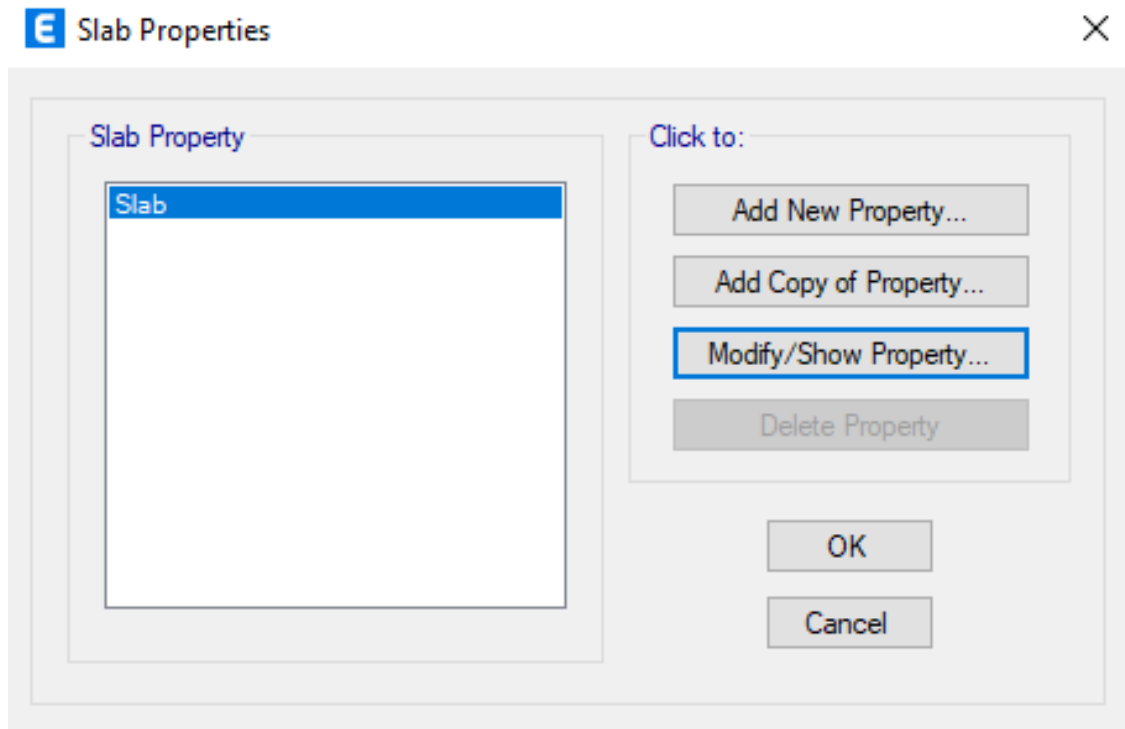 Slab Properties
Slab Property
Slab
Click to:
Add New Property...
Add Copy of Property...
Modify/Show Property...
Delete Property
OK
Cancel